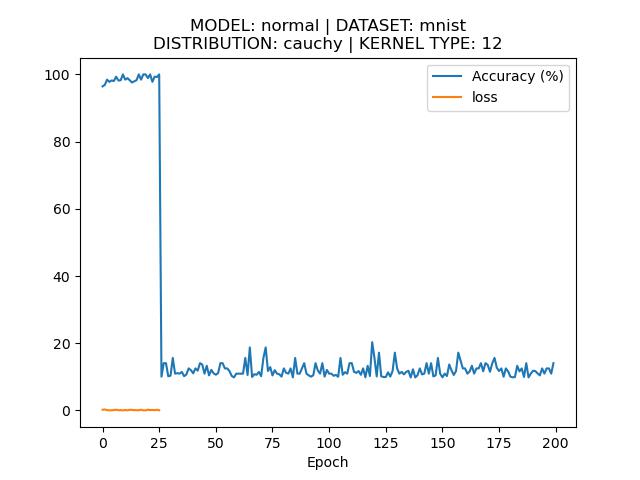 MODEL: normal | DATASET: mnist
DISTRIBUTION: cauchy | KERNEL TYPE: 12
Accuracy (%)
loss
100
80
60
40
20
0
0 25 50 75 100 125 150 175 200
Epoch